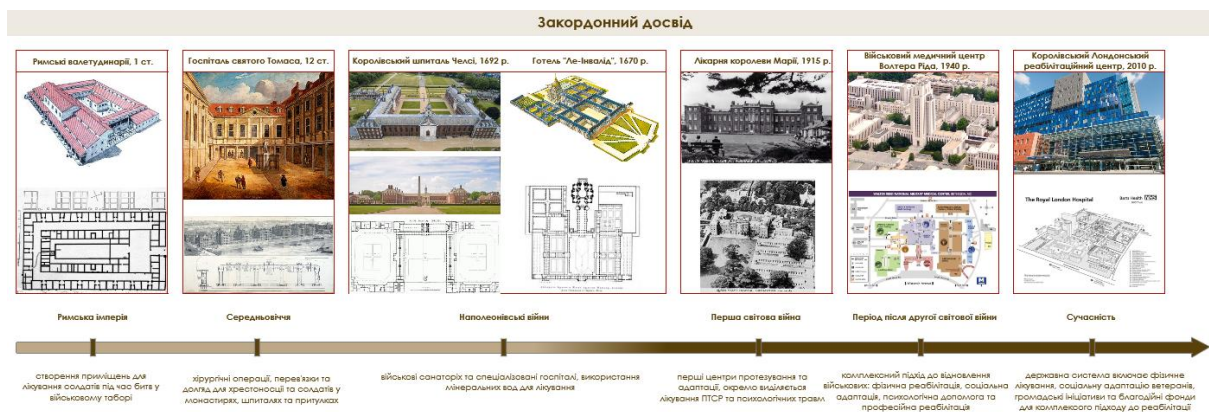 Закордонний досвід
Римські валетудинарії, 1 ст.
Госпіталь святого Томаса, 12 ст.
Королівський шпиталь Челсі, 1692 р.
Готель "Ле-Інвалід", 1670 р.
Лікарня королеви Марії, 1915 р.
Військовий медичний центр
Волтера Ріда, 1940 р.
Королівський Лондонський
реабілітаційний центр, 2010 р.
The Royal London Hospital
Barts Health
NHS
Римська імперія
Середньовіччя
Наполеонівські війни
Перша світова війна
Період після другої світової війни
Сучасність
створення приміщень для
лікування солдатів під час битв у
військовому таборі
хірургічні операції, перев'язки та
догляд для хрестоносці та солдатів у
монастирях, шпиталях та притулках
військові санаторіх та спеціалізовані госпіталі, використання
мінеральних вод для лікування
перші центри протезування та
адаптації, окремо виділяється
лікування ПТСР та психологічних травм
комплексний підхід до відновлення
військових: фізична реабілітація, соціальна
адаптація, психологічна допомога та
професійна реабілітація
державна система включає фізичне
лікування, соціальну адаптацію ветеранів,
громадські ініціативи та благодійні фонди
для комплексого підходу до реабілітації